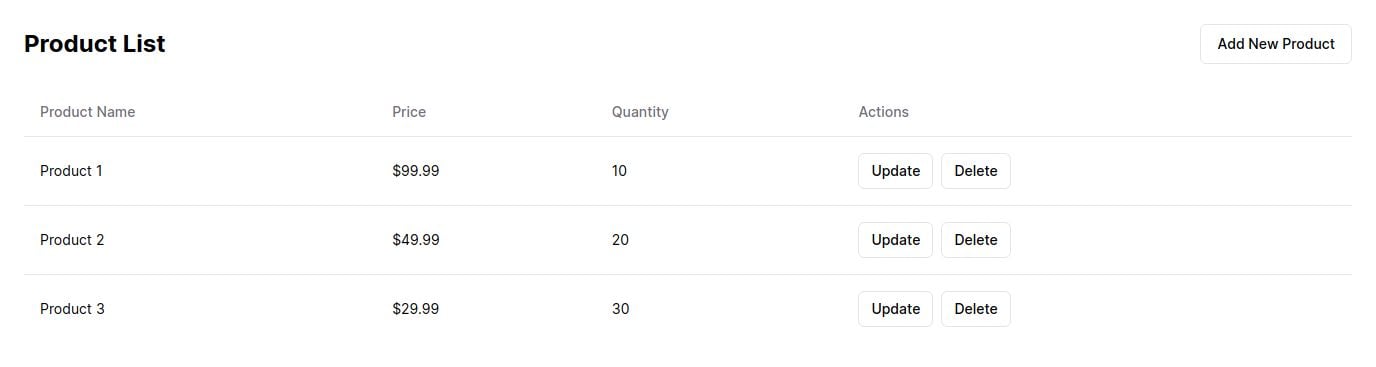 Product List Add New Product
Product Name Price Quantity Actions
Product 1 $99.99 10 Update Delete
Product 2 $49.99 20 Update Delete
Product 3 $29.99 30 Update Delete